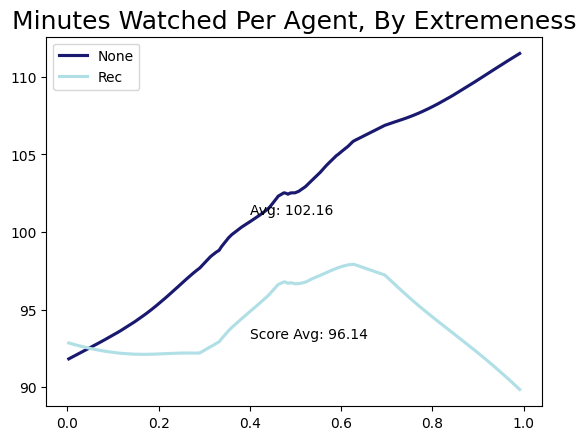 Minutes Watched Per Agent, By Extremeness
None
Rec
110
105
100
95
90
Avg: 102.16
Score Avg: 96.14
0.0 0.2 0.4 0.6 0.8 1.0